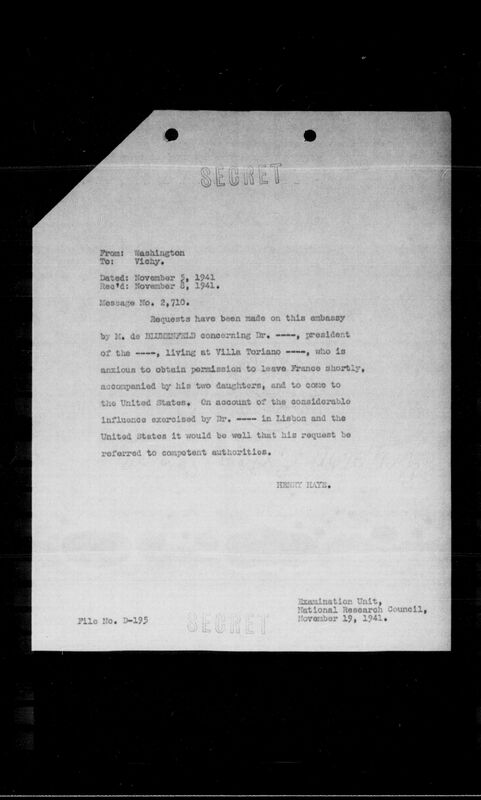 SECRET
From: Washington
To: Vichy.
Dated: November 5, 1941
Rec'd: November 8, 1941.
Message No. 2,710.
Requests have been made on this embassy
by M. de BLUMENFELD concerning Dr. ----, president
of the ----, living at Villa Toriano ----, who is
anxious to obtain permission to leave France shortly,
accompanied by his two daughters, and to come to
the United States. On account of the considerable
influence exercised by Dr. ---- in Lisbon and the
United States it would be well that his request be
referred to competent authorities.
HENRY HAYE.
Examination Unit,
National Research Council,
November 19, 1941.
File No. D-195
SECRET